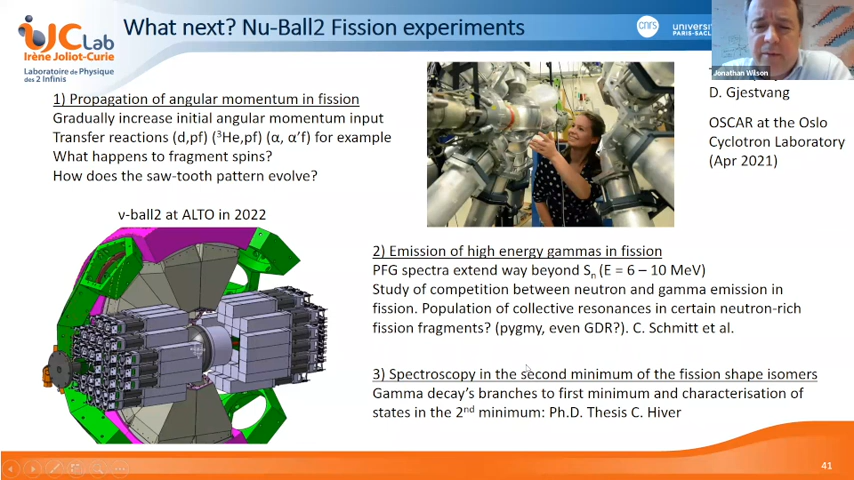 What next? Nu-Ball2 Fission experiments
IJC Lab
Irène Joliot-Curie
Laboratoire de Physique
des 2 Infinis
cnrs
université
PARIS-SACLAY
Jonathan Wilson
1) Propagation of angular momentum in fission
Gradually increase initial angular momentum input
Transfer reactions (d,pf) (³He,pf) (α, α’f) for example
What happens to fragment spins?
How does the saw-tooth pattern evolve?
D. Gjestvang
OSCAR at the Oslo
Cyclotron Laboratory
(Apr 2021)
ν-ball2 at ALTO in 2022
2) Emission of high energy gammas in fission
PFG spectra extend way beyond Sn (E = 6 – 10 MeV)
Study of competition between neutron and gamma emission in
fission. Population of collective resonances in certain neutron-rich
fission fragments? (pygmy, even GDR?). C. Schmitt et al.
3) Spectroscopy in the second minimum of the fission shape isomers
Gamma decay’s branches to first minimum and characterisation of
states in the 2nd minimum: Ph.D. Thesis C. Hiver
41